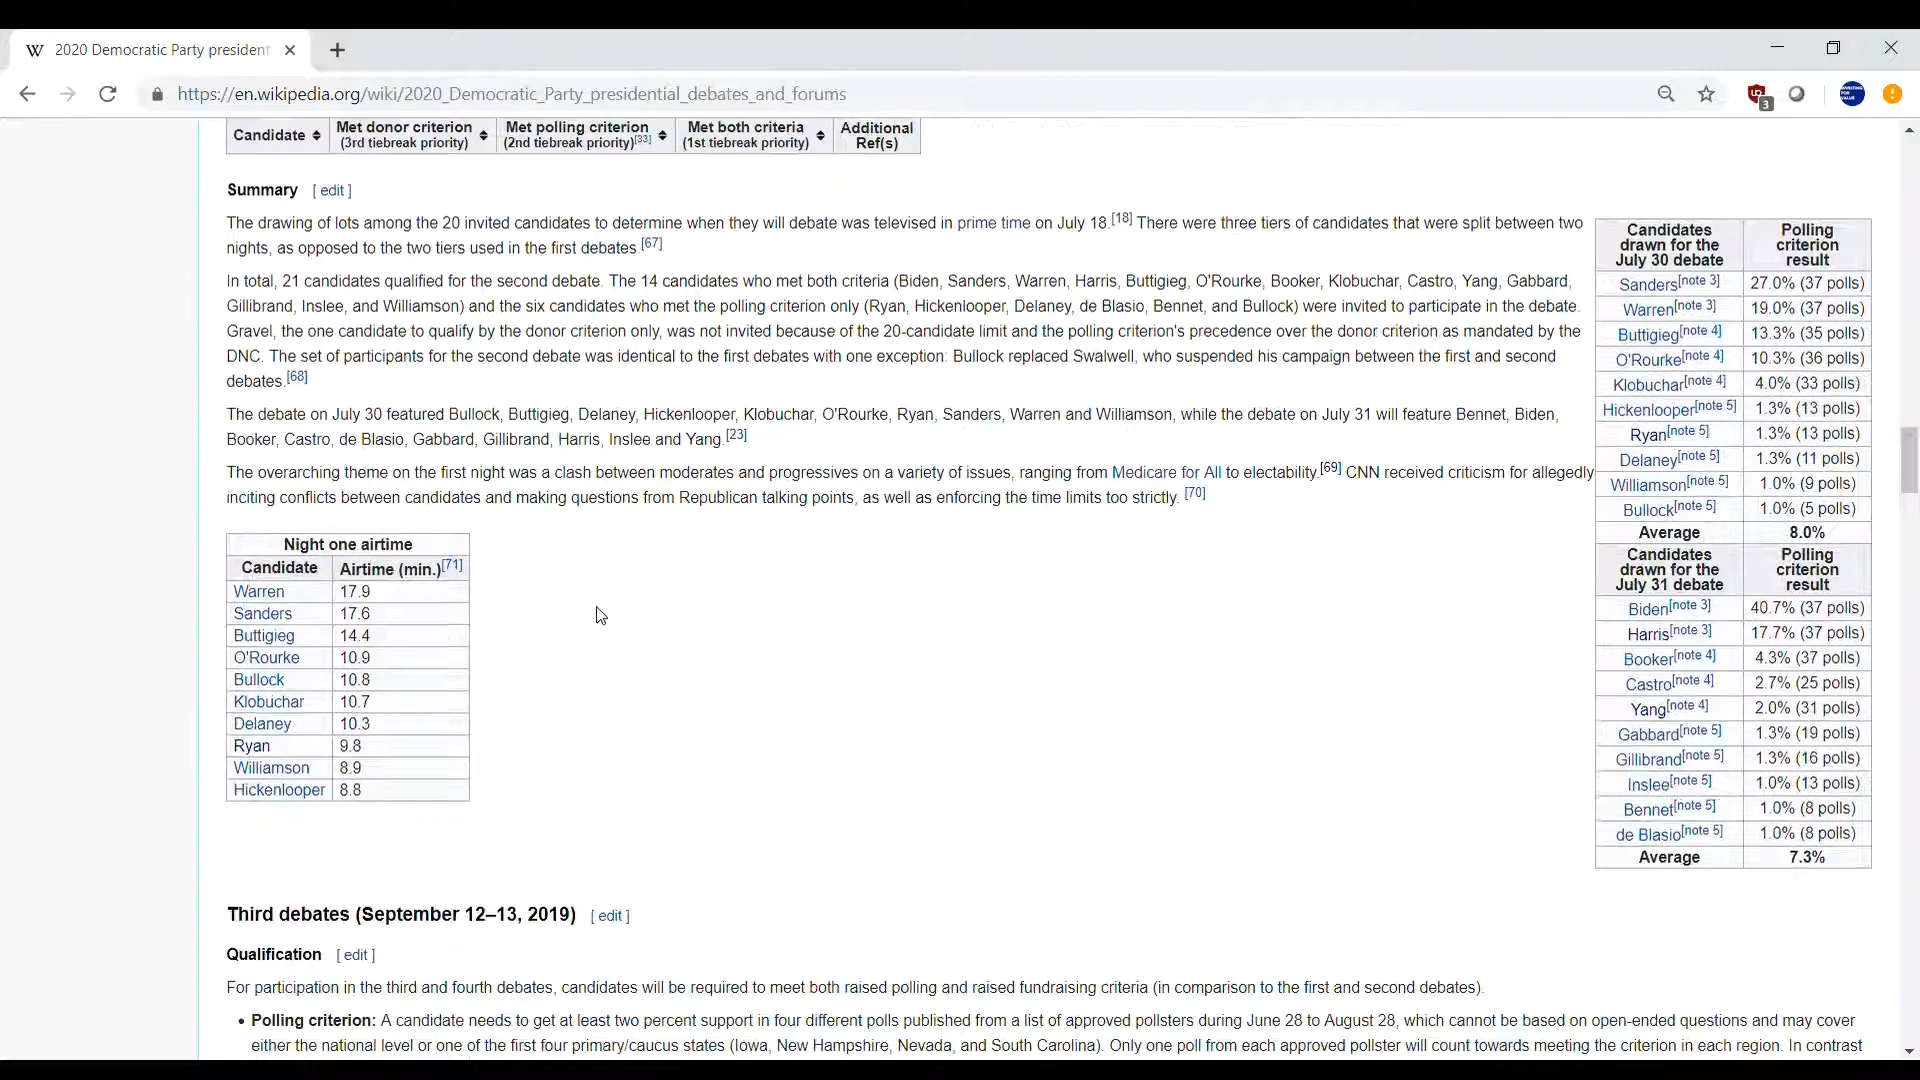 2020 Democratic Party president
https://en.wikipedia.org/wiki/2020_Democratic_Party_presidential_debates_and_forums
3
Candidate
Met donor criterion
(3rd tiebreak priority)
Met polling criterion
(2nd tiebreak priority)[33]
Met both criteria
(1st tiebreak priority)
Additional
Ref(s)
Summary [ edit ]
The drawing of lots among the 20 invited candidates to determine when they will debate was televised in prime time on July 18.[18] There were three tiers of candidates that were split between two
nights, as opposed to the two tiers used in the first debates.[67]
In total, 21 candidates qualified for the second debate. The 14 candidates who met both criteria (Biden, Sanders, Warren, Harris, Buttigieg, O'Rourke, Booker, Klobuchar, Castro, Yang, Gabbard,
Gillibrand, Inslee, and Williamson) and the six candidates who met the polling criterion only (Ryan, Hickenlooper, Delaney, de Blasio, Bennet, and Bullock) were invited to participate in the debate.
Gravel, the one candidate to qualify by the donor criterion only, was not invited because of the 20-candidate limit and the polling criterion's precedence over the donor criterion as mandated by the
DNC. The set of participants for the second debate was identical to the first debates with one exception: Bullock replaced Swalwell, who suspended his campaign between the first and second
debates.[68]
The debate on July 30 featured Bullock, Buttigieg, Delaney, Hickenlooper, Klobuchar, O'Rourke, Ryan, Sanders, Warren and Williamson, while the debate on July 31 will feature Bennet, Biden,
Booker, Castro, de Blasio, Gabbard, Gillibrand, Harris, Inslee and Yang.[23]
The overarching theme on the first night was a clash between moderates and progressives on a variety of issues, ranging from Medicare for All to electability.[69] CNN received criticism for allegedly
inciting conflicts between candidates and making questions from Republican talking points, as well as enforcing the time limits too strictly. [70]
Night one airtime
Candidate Airtime (min.)[71]
Warren 17.9
Sanders 17.6
Buttigieg 14.4
O'Rourke 10.9
Bullock 10.8
Klobuchar 10.7
Delaney 10.3
Ryan 9.8
Williamson 8.9
Hickenlooper 8.8
Candidates
drawn for the
July 30 debate
Polling
criterion
result
Sanders[note 3] 27.0% (37 polls)
Warren[note 3] 19.0% (37 polls)
Buttigieg[note 4] 13.3% (35 polls)
O'Rourke[note 4] 10.3% (36 polls)
Klobuchar[note 4] 4.0% (33 polls)
Hickenlooper[note 5] 1.3% (13 polls)
Ryan[note 5] 1.3% (13 polls)
Delaney[note 5] 1.3% (11 polls)
Williamson[note 5] 1.0% (9 polls)
Bullock[note 5] 1.0% (5 polls)
Average 8.0%
Candidates
drawn for the
July 31 debate
Polling
criterion
result
Biden[note 3] 40.7% (37 polls)
Harris[note 3] 17.7% (37 polls)
Booker[note 4] 4.3% (37 polls)
Castro[note 4] 2.7% (25 polls)
Yang[note 4] 2.0% (31 polls)
Gabbard[note 5] 1.3% (19 polls)
Gillibrand[note 5] 1.3% (16 polls)
Inslee[note 5] 1.0% (13 polls)
Bennet[note 5] 1.0% (8 polls)
de Blasio[note 5] 1.0% (8 polls)
Average 7.3%
Third debates (September 12–13, 2019) [ edit ]
Qualification [ edit ]
For participation in the third and fourth debates, candidates will be required to meet both raised polling and raised fundraising criteria (in comparison to the first and second debates).
• Polling criterion: A candidate needs to get at least two percent support in four different polls published from a list of approved pollsters during June 28 to August 28, which cannot be based on open-ended questions and may cover
either the national level or one of the first four primary/caucus states (Iowa, New Hampshire, Nevada, and South Carolina). Only one poll from each approved pollster will count towards meeting the criterion in each region. In contrast